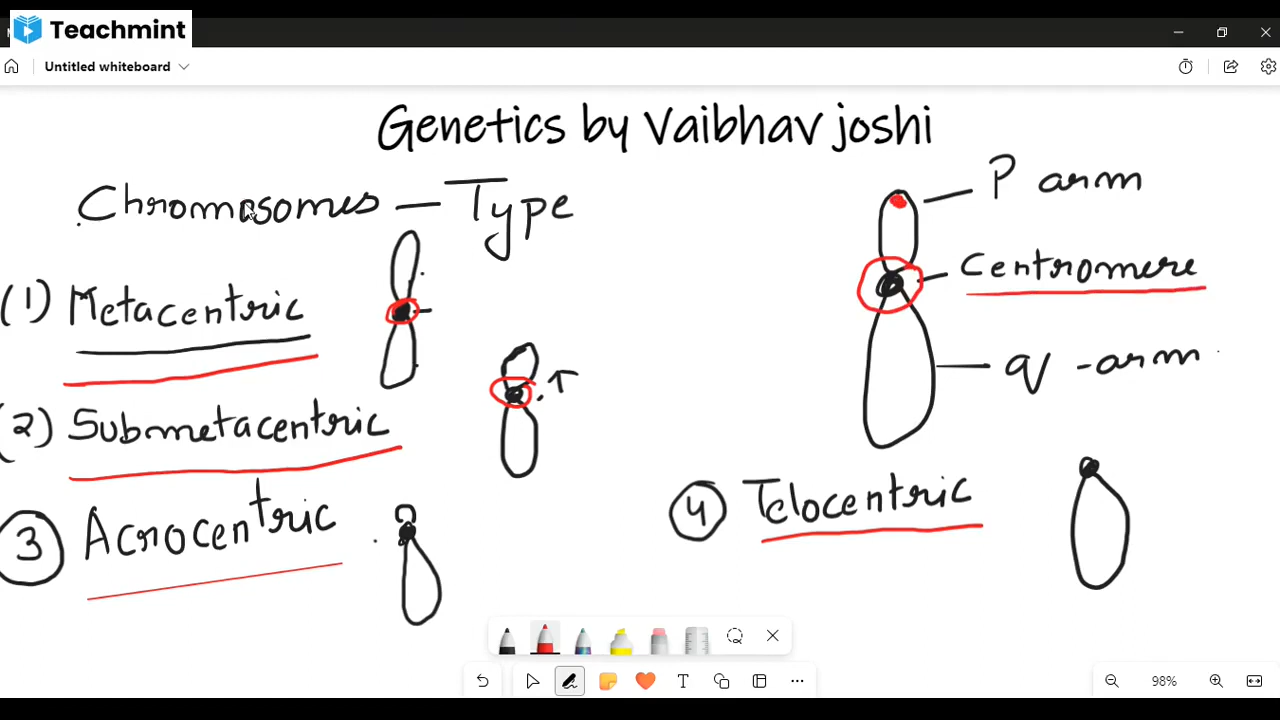 Teachmint
Untitled whiteboard
Genetics by Vaibhav joshi
Chromosomes — Type
P arm
Centromere
q -arm
(1) Metacentric
(2) Submetacentric
3 Acrocentric
4 Telocentric
98%